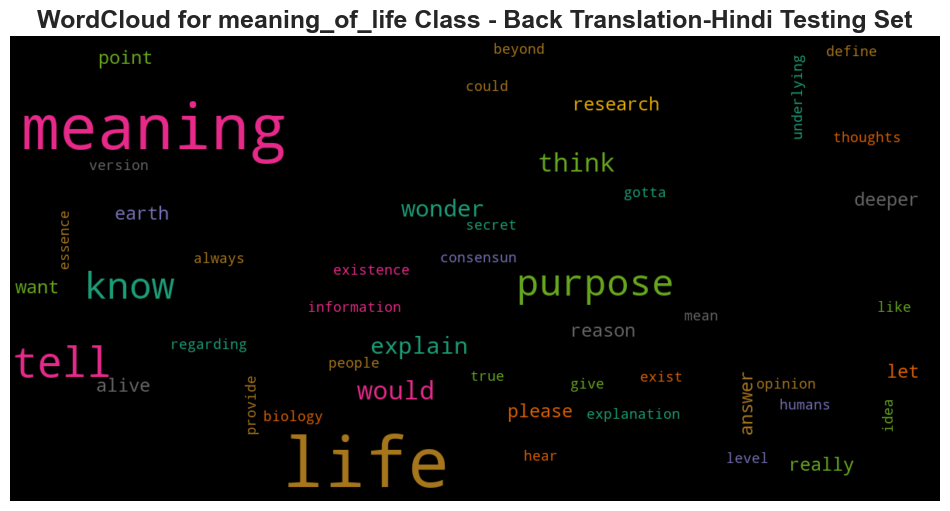 WordCloud for meaning_of_life Class - Back Translation-Hindi Testing Set
beyond
define
point
could
underlying
research
meaning
thoughts
think
version
gotta
deeper
wonder
earth
essence
secret
always
consensun
existence
know
purpose
want
information
like
mean
reason
regarding
explain
tell
people
true
let
alive
give
exist
opinion
would
provide
answer
humans
idea
please
explanation
biology
life
hear
level
really